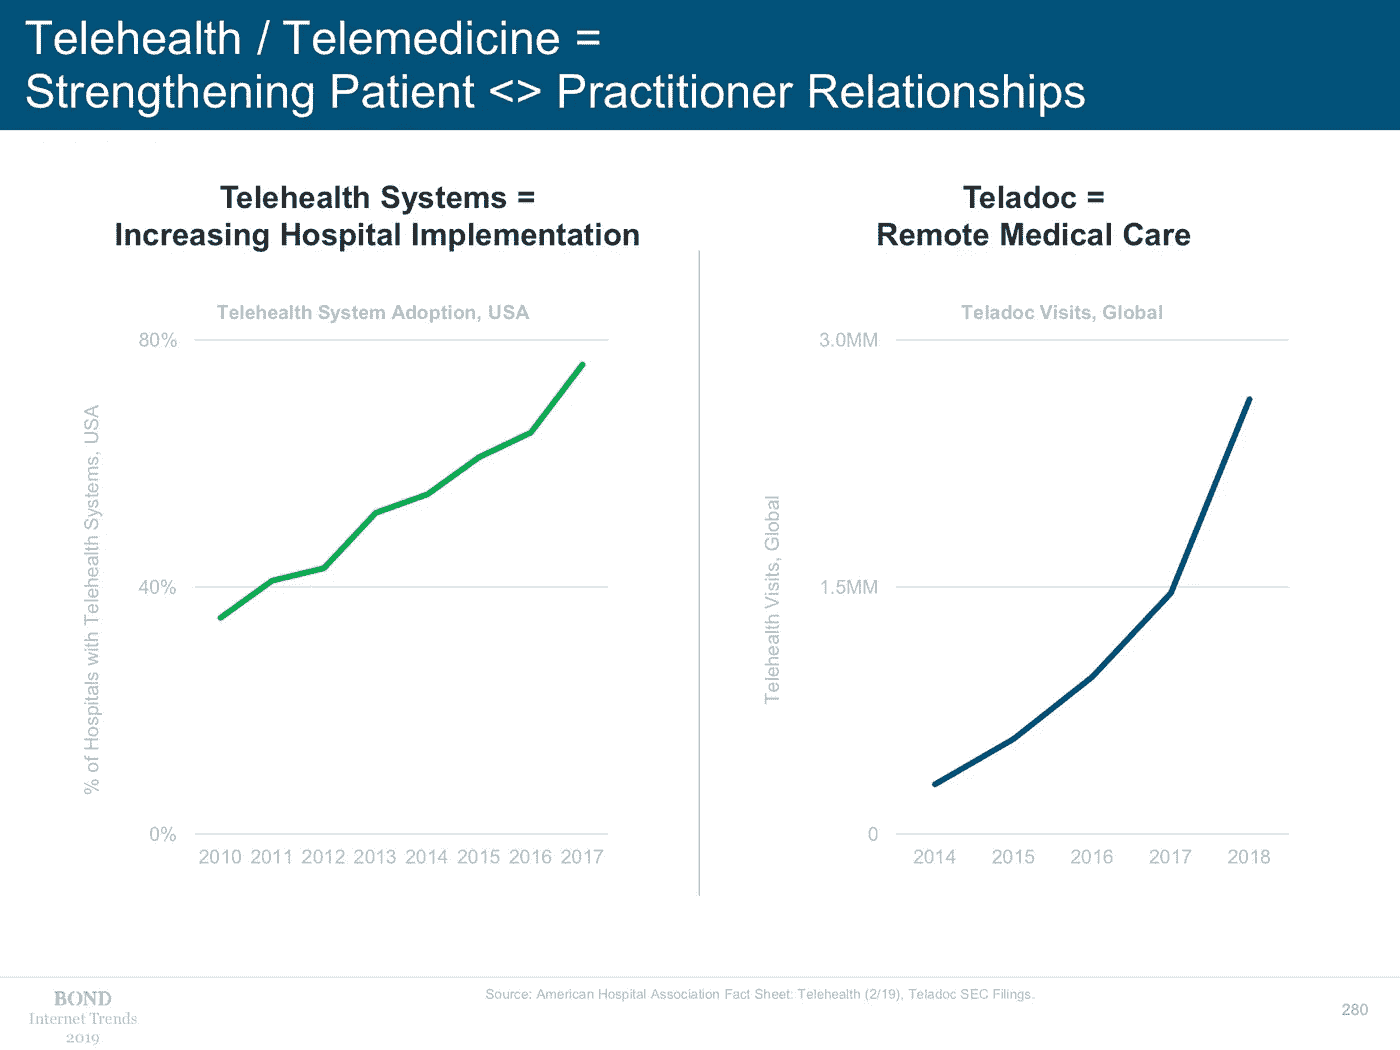 Telehealth / Telemedicine =
Strengthening Patient <> Practitioner Relationships
Telehealth Systems =
Increasing Hospital Implementation
Telehealth System Adoption, USA
80%
40%
0%
% of Hospitals with Telehealth Systems, USA
2010 2011 2012 2013 2014 2015 2016 2017
Teladoc =
Remote Medical Care
Teladoc Visits, Global
3.0MM
1.5MM
0
Telehealth Visits, Global
2014 2015 2016 2017 2018
BOND
Internet Trends
2019
Source: American Hospital Association Fact Sheet: Telehealth (2/19), Teladoc SEC Filings.
280